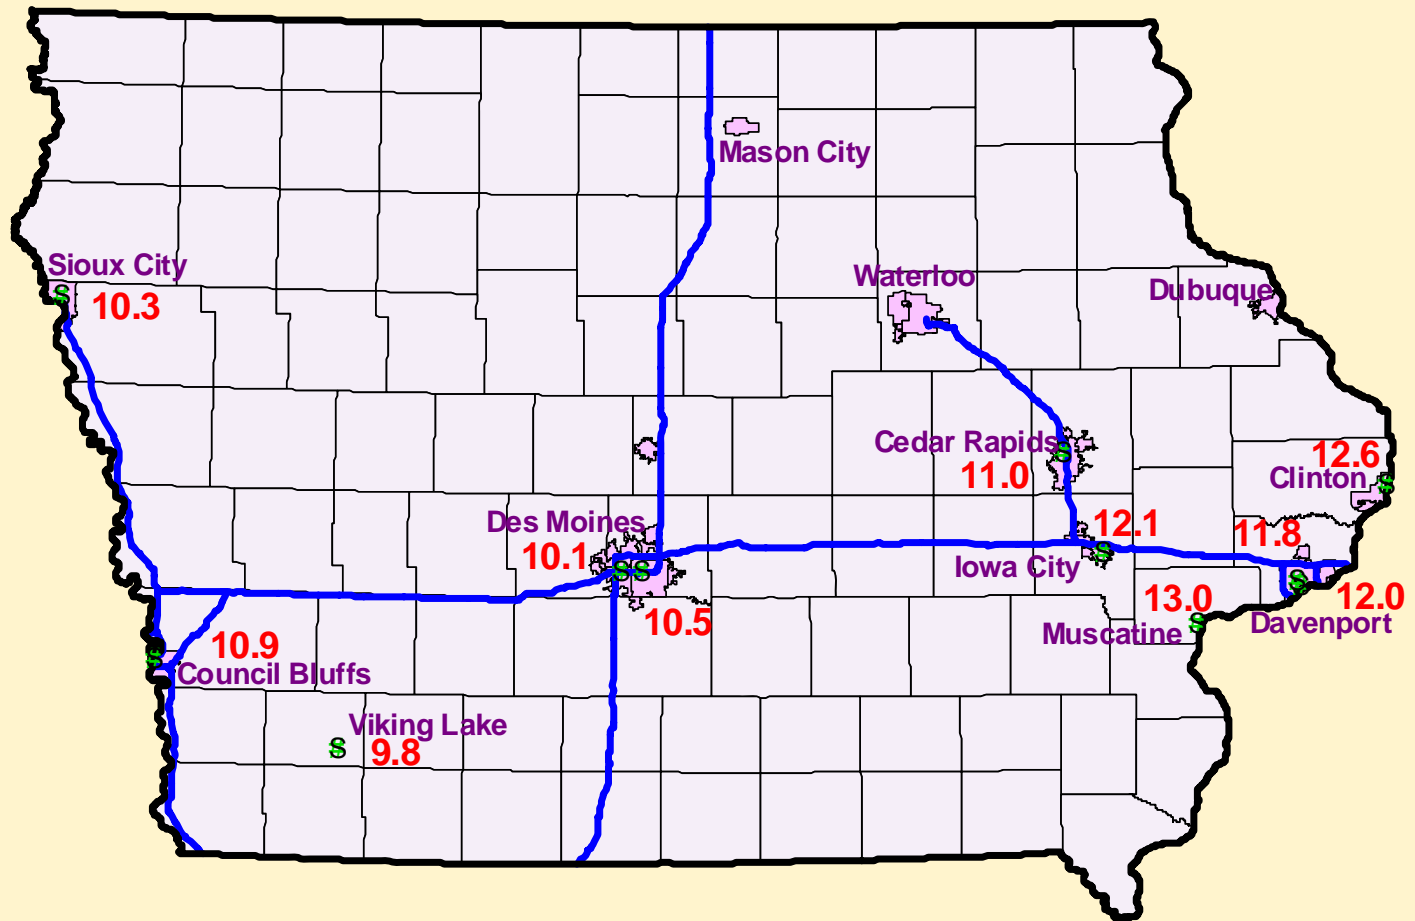 Mason City
Sioux City
10.3
Waterloo
Dubuque
Cedar Rapids
11.0
12.6
Clinton
Des Moines
10.1
12.1
11.8
Iowa City
10.5
13.0
12.0
Muscatine
Davenport
10.9
Council Bluffs
Viking Lake
9.8
S
S
S
S
S
S
S
S
S
S